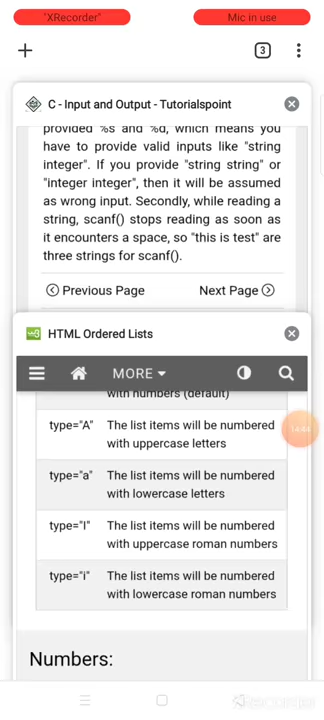 "XRecorder"
Mic in use
3
C - Input and Output - Tutorialspoint
provided %s and %d, which means you
have to provide valid inputs like "string
integer". If you provide "string string" or
"integer integer", then it will be assumed
as wrong input. Secondly, while reading a
string, scanf() stops reading as soon as
it encounters a space, so "this is test" are
three strings for scanf().
Previous Page
Next Page
HTML Ordered Lists
MORE
with numbers (default)
type="A" The list items will be numbered
with uppercase letters
type="a" The list items will be numbered
with lowercase letters
type="I" The list items will be numbered
with uppercase roman numbers
type="i" The list items will be numbered
with lowercase roman numbers
Numbers: